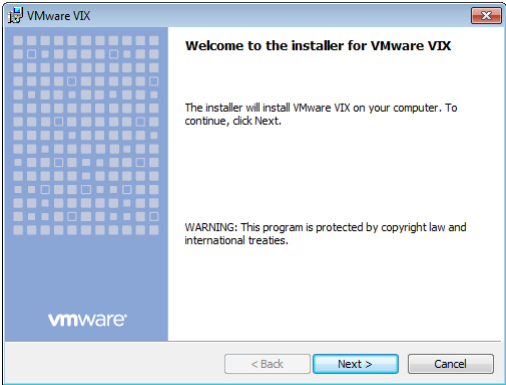 VMware VIX
Welcome to the installer for VMware VIX
The installer will install VMware VIX on your computer. To
continue, click Next.
WARNING: This program is protected by copyright law and
international treaties.
vmware®
< Back
Next >
Cancel